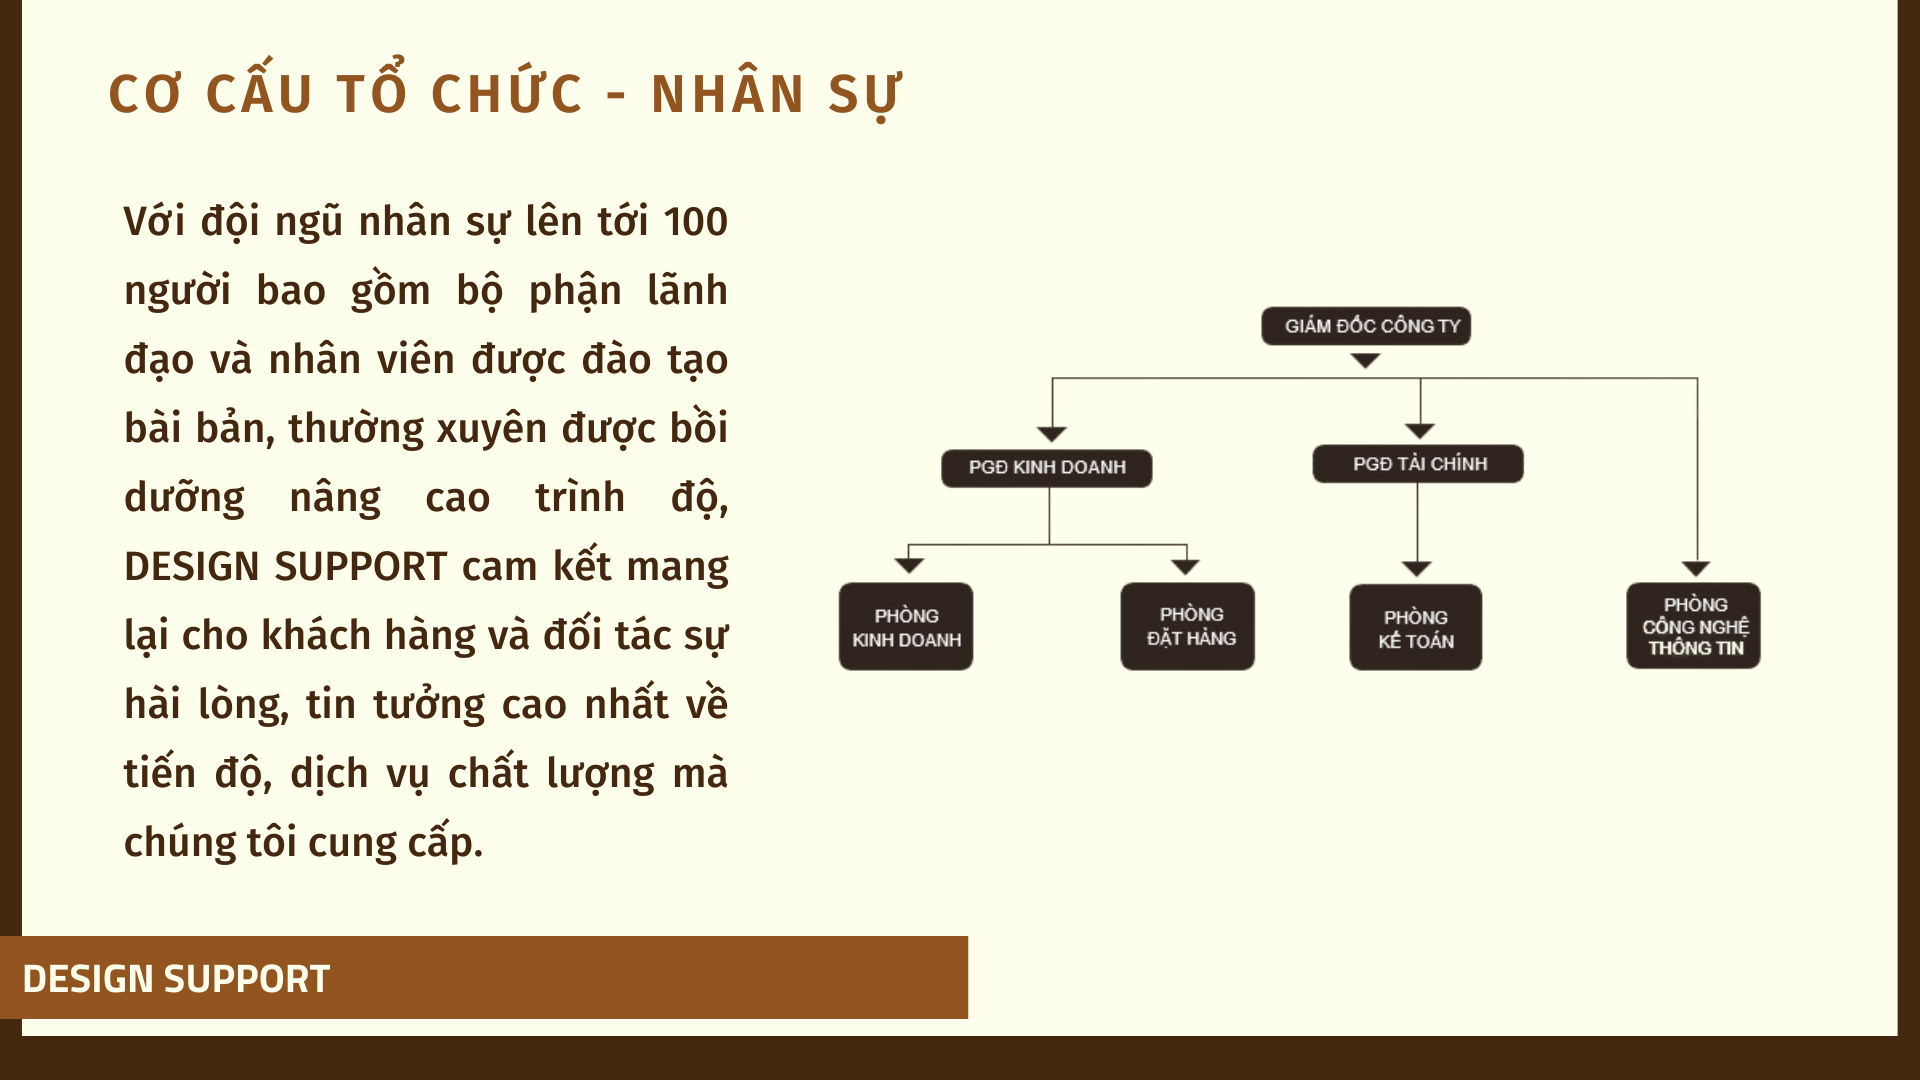 CƠ CẤU TỔ CHỨC - NHÂN SỰ
Với đội ngũ nhân sự lên tới 100
người bao gồm bộ phận lãnh
đạo và nhân viên được đào tạo
bài bản, thường xuyên được bồi
dưỡng nâng cao trình độ,
DESIGN SUPPORT cam kết mang
lại cho khách hàng và đối tác sự
hài lòng, tin tưởng cao nhất về
tiến độ, dịch vụ chất lượng mà
chúng tôi cung cấp.
GIÁM ĐỐC CÔNG TY
PGĐ KINH DOANH
PGĐ TÀI CHÍNH
PHÒNG
KINH DOANH
PHÒNG
ĐẶT HÀNG
PHÒNG
KẾ TOÁN
PHÒNG
CÔNG NGHỆ
THÔNG TIN
DESIGN SUPPORT